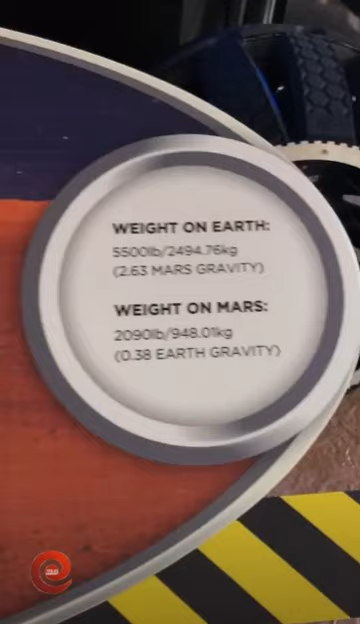 WEIGHT ON EARTH:
5500lb/2494.76kg
(2.63 MARS GRAVITY)
WEIGHT ON MARS:
2090lb/948.01kg
(0.38 EARTH GRAVITY)